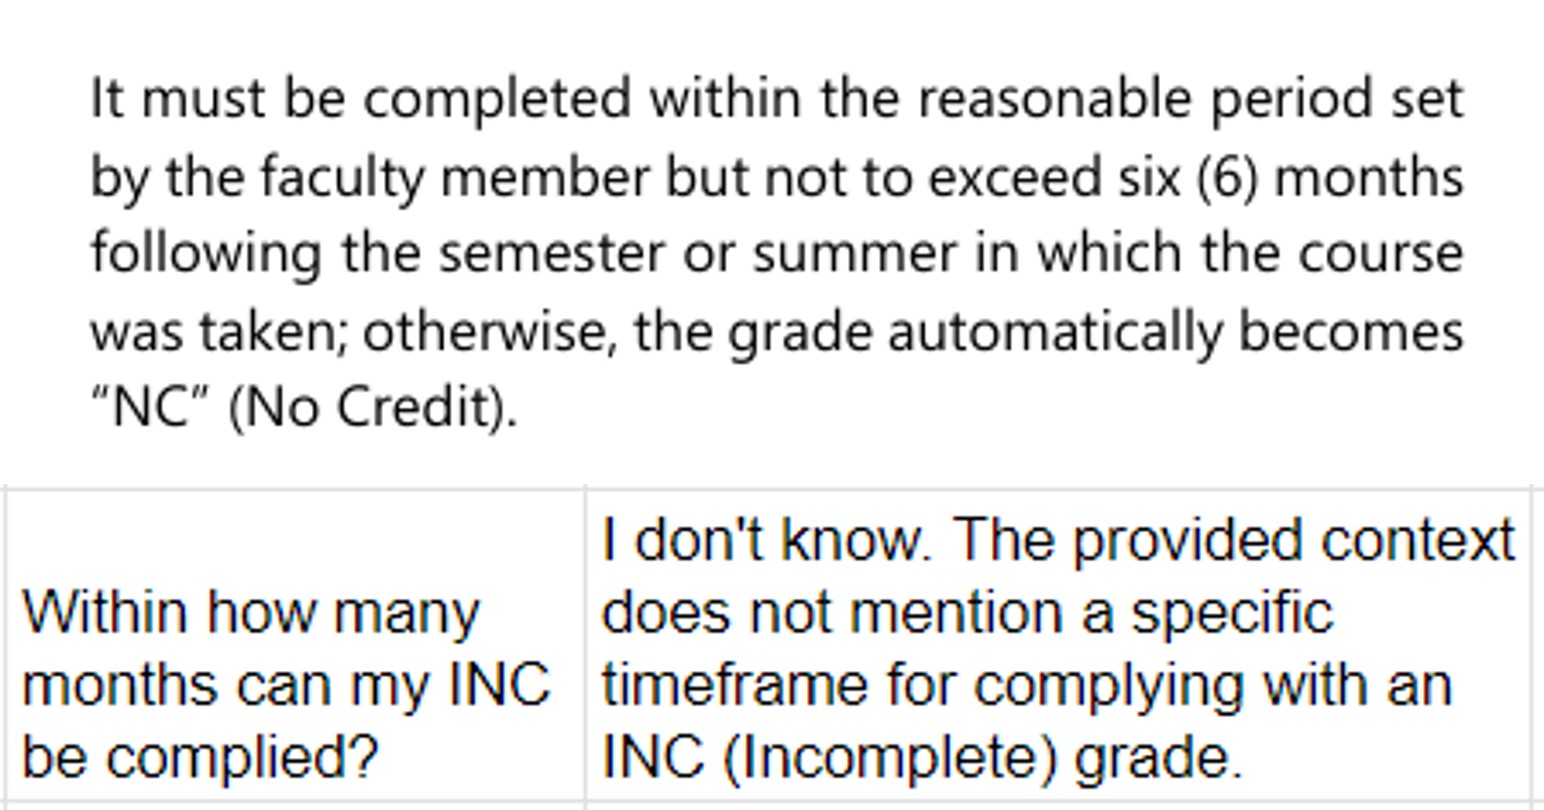 It must be completed within the reasonable period set
by the faculty member but not to exceed six (6) months
following the semester or summer in which the course
was taken; otherwise, the grade automatically becomes
“NC” (No Credit).
Within how many
months can my INC
be complied?
I don't know. The provided context
does not mention a specific
timeframe for complying with an
INC (Incomplete) grade.